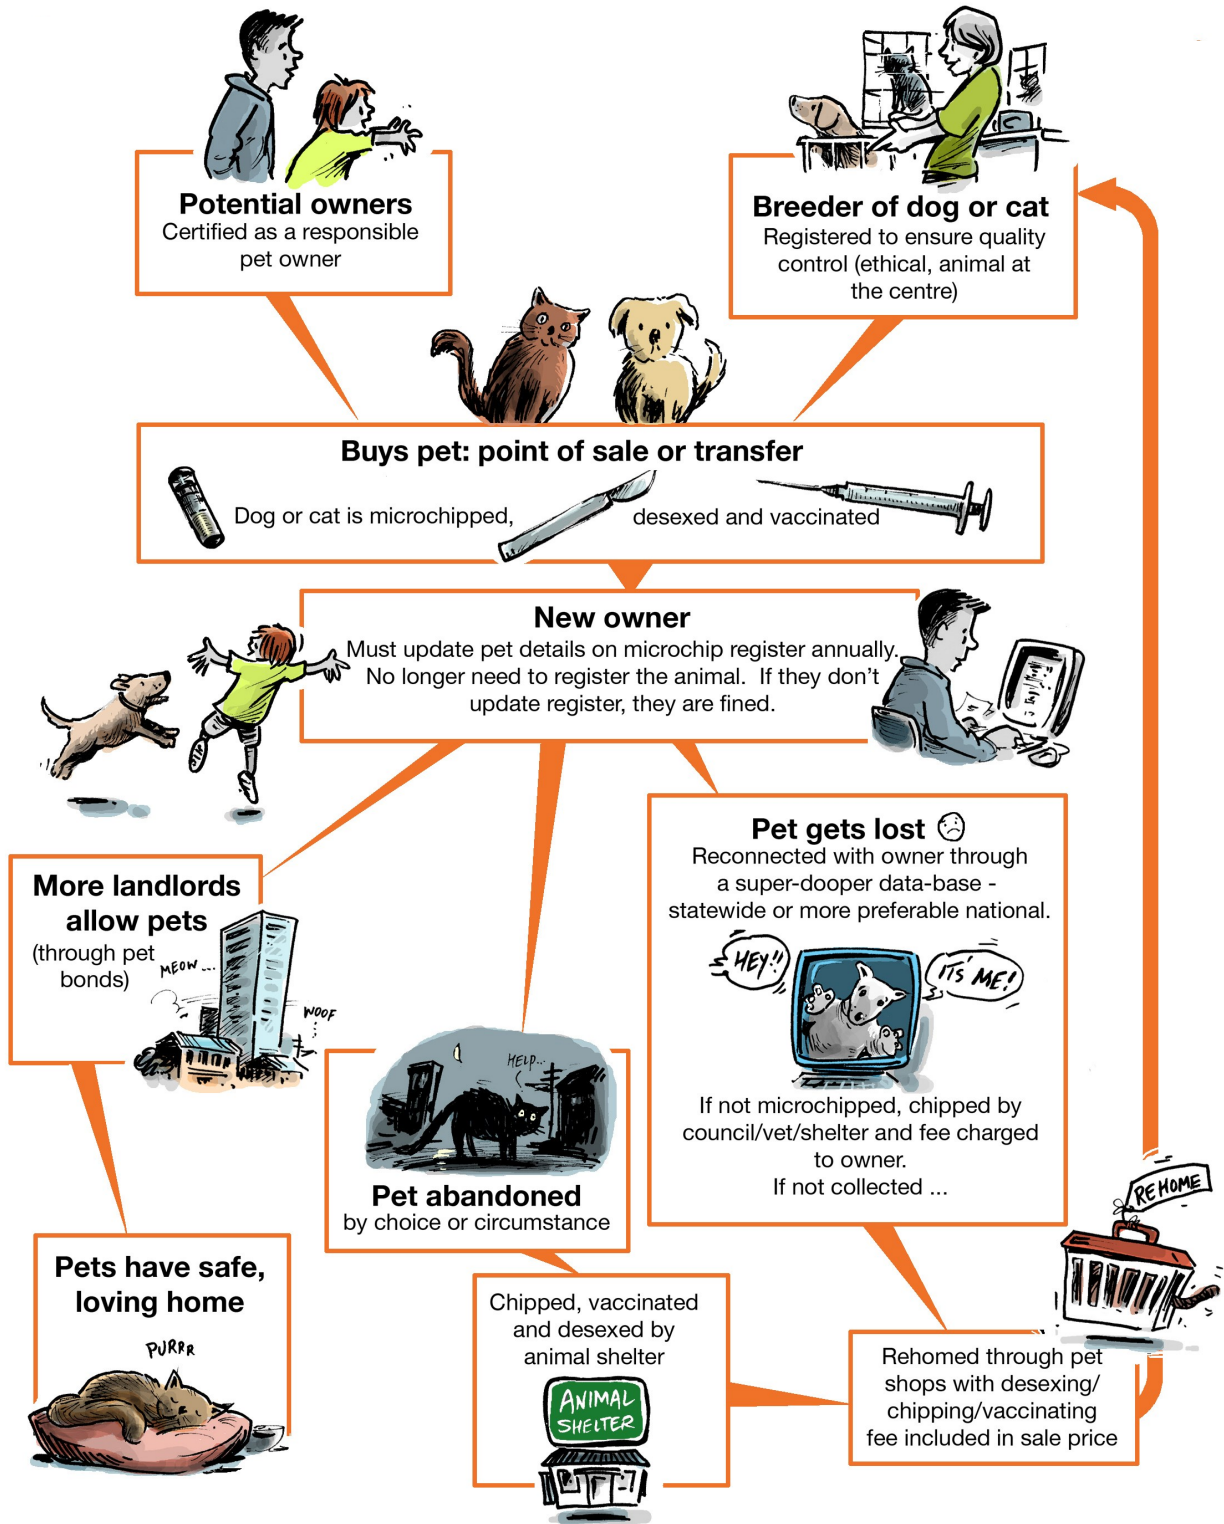 Potential owners
Certified as a responsible
pet owner
Breeder of dog or cat
Registered to ensure quality
control (ethical, animal at
the centre)
Buys pet: point of sale or transfer
Dog or cat is microchipped,
desexed and vaccinated
New owner
Must update pet details on microchip register annually.
No longer need to register the animal.  If they don't
update register, they are fined.
More landlords
allow pets
(through pet
bonds)
MEOW...
WOOF
Pet gets lost
Reconnected with owner through
a super-dooper data-base -
statewide or more preferable national.
HEY!!
IT'S ME!
If not microchipped, chipped by
council/vet/shelter and fee charged
to owner.
If not collected ...
HELP...
Pet abandoned
by choice or circumstance
REHOME
Pets have safe,
loving home
PURRR
Chipped, vaccinated
and desexed by
animal shelter
ANIMAL
SHELTER
Rehomed through pet
shops with desexing/
chipping/vaccinating
fee included in sale price